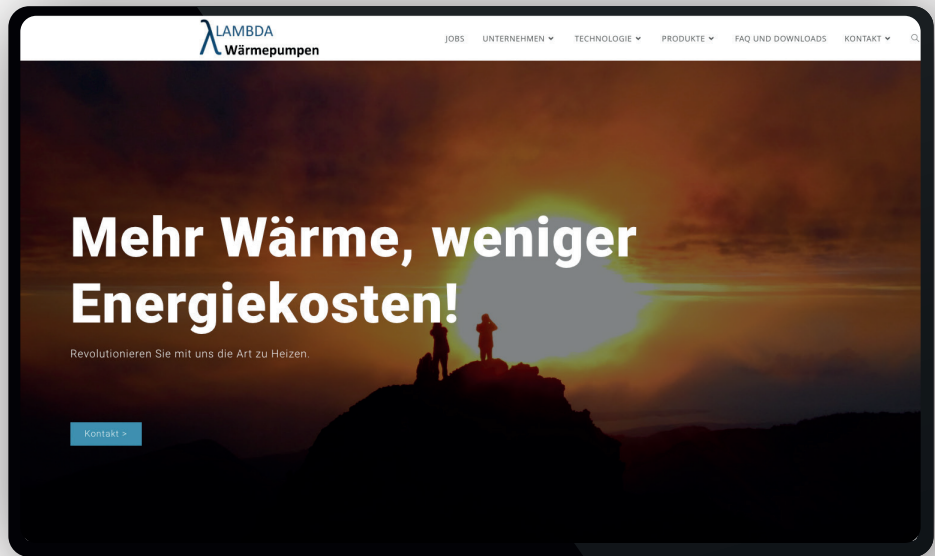 LAMBDA
Wärmepumpen
JOBS UNTERNEHMEN TECHNOLOGIE PRODUKTE FAQ UND DOWNLOADS KONTAKT
Mehr Wärme, weniger
Energiekosten!
Revolutionieren Sie mit uns die Art zu Heizen.
Kontakt >